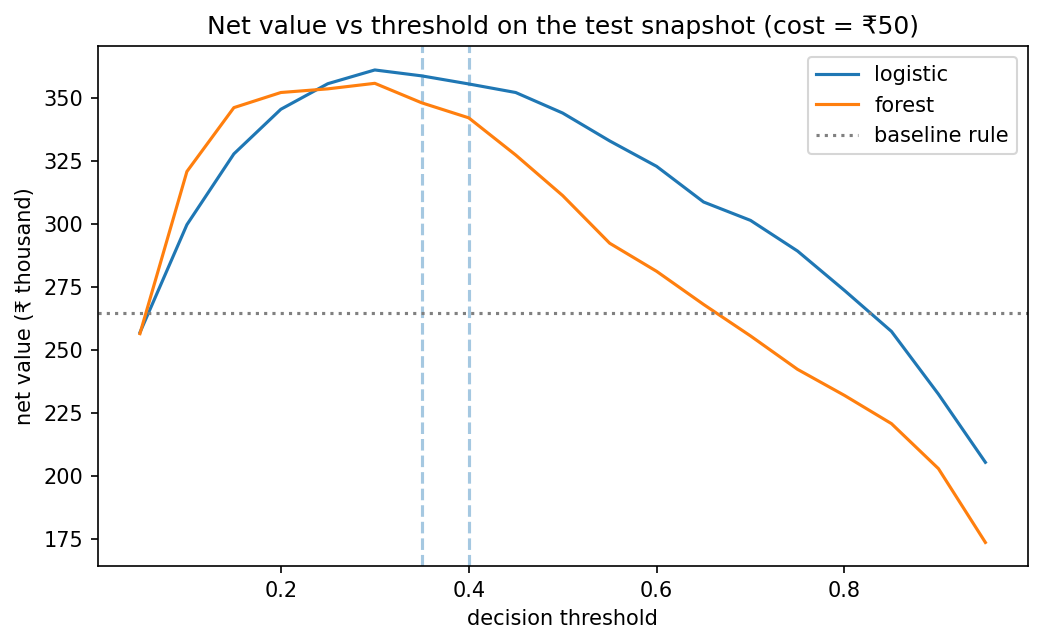 Net value vs threshold on the test snapshot (cost = ₹50)
net value (₹ thousand)
350
325
300
275
250
225
200
175
logistic
forest
baseline rule
0.2
0.4
0.6
0.8
decision threshold